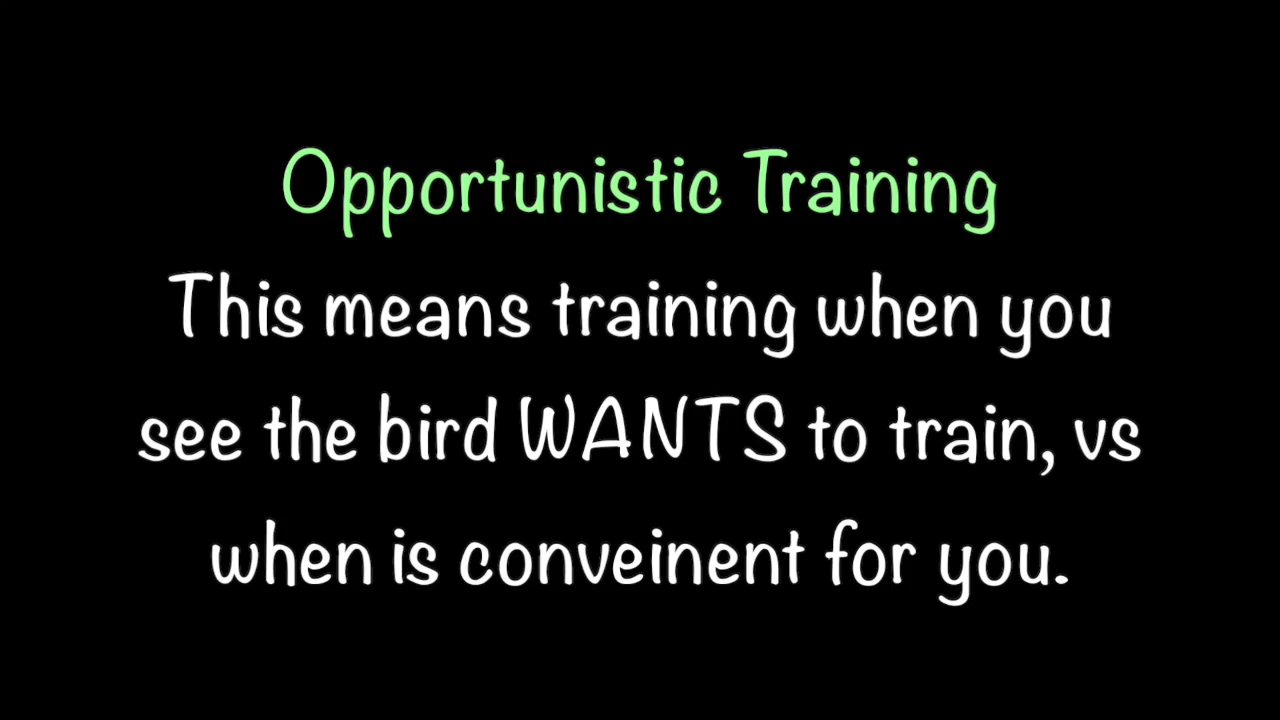 Opportunistic Training
This means training when you
see the bird WANTS to train, vs
when is conveinent for you.